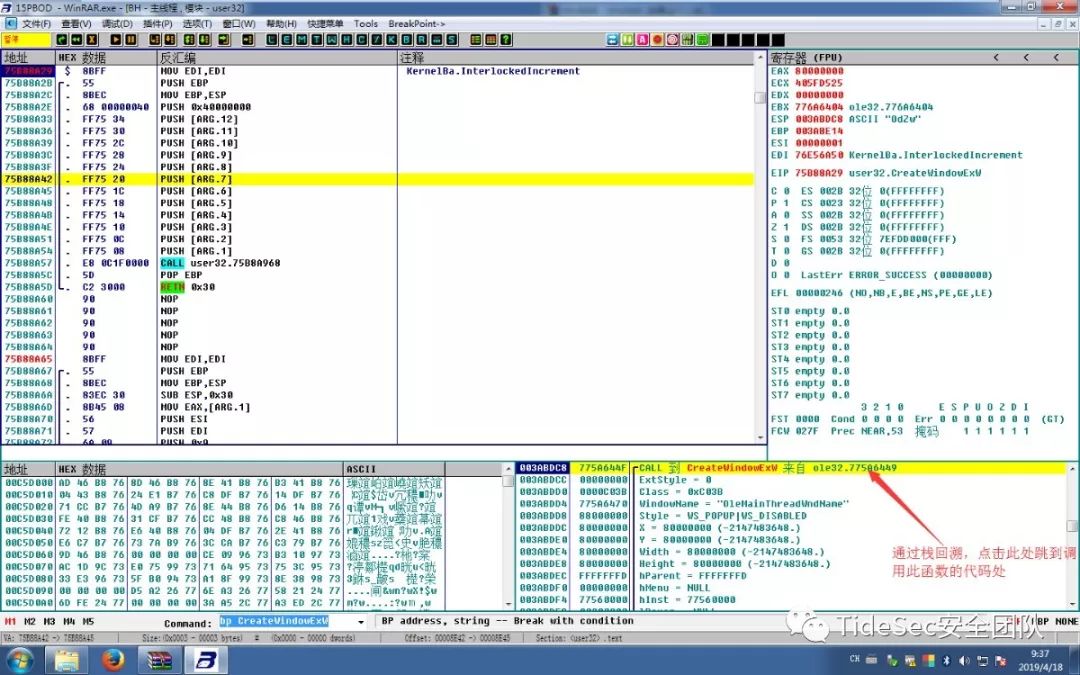 15PBOD - WinRAR.exe - [BH - 主线程, 模块 - user32]
文件(F) 查看(V) 调试(D) 插件(P) 选项(T) 窗口(W) 帮助(H) 快捷菜单 Tools BreakPoint->
暂停
L E M T W H C / K B R ... S
地址 HEX 数据 反汇编 注释
75B88A29 $ 8BFF MOV EDI,EDI KernelBa.InterlockedIncrement
75B88A2B . 55 PUSH EBP
75B88A2C . 8BEC MOV EBP,ESP
75B88A2E . 68 00000040 PUSH 0x40000000
75B88A33 . FF75 34 PUSH [ARG.12]
75B88A36 . FF75 30 PUSH [ARG.11]
75B88A39 . FF75 2C PUSH [ARG.10]
75B88A3C . FF75 28 PUSH [ARG.9]
75B88A3F . FF75 24 PUSH [ARG.8]
75B88A42 . FF75 20 PUSH [ARG.7]
75B88A45 . FF75 1C PUSH [ARG.6]
75B88A48 . FF75 18 PUSH [ARG.5]
75B88A4B . FF75 14 PUSH [ARG.4]
75B88A4E . FF75 10 PUSH [ARG.3]
75B88A51 . FF75 0C PUSH [ARG.2]
75B88A54 . FF75 08 PUSH [ARG.1]
75B88A57 . E8 0C1F0000 CALL user32.75B8A968
75B88A5C . 5D POP EBP
75B88A5D . C2 3000 RETN 0x30
75B88A60 90 NOP
75B88A61 90 NOP
75B88A62 90 NOP
75B88A63 90 NOP
75B88A64 90 NOP
75B88A65 8BFF MOV EDI,EDI
75B88A67 . 55 PUSH EBP
75B88A68 . 8BEC MOV EBP,ESP
75B88A6A . 83EC 30 SUB ESP,0x30
75B88A6D . 8B45 08 MOV EAX,[ARG.1]
75B88A70 . 56 PUSH ESI
75B88A71 . 57 PUSH EDI
75B88A72 . 6A 09 PUSH 0x9
寄存器 (FPU) < < <
EAX 80000000
ECX 405FD525
EDX 00000000
EBX 776A6404 ole32.776A6404
ESP 003ABDC8 ASCII "OdZw"
EBP 003ABE14
ESI 00000001
EDI 76E56A50 KernelBa.InterlockedIncrement
EIP 75B88A29 user32.CreateWindowExW
C 0 ES 002B 32位 0(FFFFFFFF)
P 1 CS 0023 32位 0(FFFFFFFF)
A 0 SS 002B 32位 0(FFFFFFFF)
Z 1 DS 002B 32位 0(FFFFFFFF)
S 0 FS 0053 32位 7EFDD000(FFF)
T 0 GS 002B 32位 0(FFFFFFFF)
D 0
O 0 LastErr ERROR_SUCCESS (00000000)
EFL 00000246 (NO,NB,E,BE,NS,PE,GE,LE)
ST0 empty 0.0
ST1 empty 0.0
ST2 empty 0.0
ST3 empty 0.0
ST4 empty 0.0
ST5 empty 0.0
ST6 empty 0.0
ST7 empty 0.0
3 2 1 0 E S P U O Z D I
FST 0000 Cond 0 0 0 0 Err 0 0 0 0 0 0 0 0 (GT)
FCW 027F Prec NEAR,53 掩码 1 1 1 1 1 1
地址 HEX 数据 ASCII
00C5D000 AD 46 B8 76 BD 46 B8 76 BE 41 B8 76 B3 41 B8 76
00C5D010 04 43 B8 76 24 E1 B7 76 C8 DF B7 76 14 DF B7 76
00C5D020 71 CC B7 76 4D A9 B7 76 8E 44 B8 76 D6 14 B8 76
00C5D030 FE 40 B8 76 31 CF B7 76 CC 48 B8 76 C8 46 B8 76
00C5D040 72 12 B8 76 E6 40 B8 76 04 DF B7 76 2E 41 B8 76
00C5D050 E6 C7 B7 76 73 7A B9 76 3C CA B7 76 C3 79 B7 76
00C5D060 9D 46 B8 76 00 00 00 00 CE 09 96 73 B3 10 97 73
00C5D070 AC 1D 9C 73 E0 75 99 73 71 64 95 73 75 3C 95 73
00C5D080 33 E9 96 73 5F B0 94 73 A1 8F 99 73 8E 38 98 73
00C5D090 00 00 00 00 D5 A2 26 77 6E A3 26 77 58 21 24 77
00C5D0A0 6D FE 24 77 00 00 00 00 3A A5 2C 77 A3 ED 2C 77
003ABDC8 775A644F CALL 到 CreateWindowExW 来自 ole32.775A6449
003ABDCC 00000000 ExtStyle = 0
003ABDD0 0000C03B Class = 0xC03B
003ABDD4 775A6470 WindowName = "OleMainThreadWndName"
003ABDD8 88000000 Style = WS_POPUP|WS_DISABLED
003ABDDC 80000000 X = 80000000 (-2147483648.)
003ABDE0 80000000 Y = 80000000 (-2147483648.)
003ABDE4 80000000 Width = 80000000 (-2147483648.)
003ABDE8 80000000 Height = 80000000 (-2147483648.)
003ABDEC FFFFFFFD hParent = FFFFFFFD
003ABDF0 00000000 hMenu = NULL
003ABDF4 77560000 hInst = 77560000
通过栈回溯，点击此处跳到调
用此函数的代码处
M1 M2 M3 M4 M5 Command: bp CreateWindowExW BP address, string -- Break with condition BP NONE
VA: 75B88A42 -> 75B88A45 Size:(0x0003 - 00003 bytes) # (0x0000 - 0000 dwords) Offset: 00008E42 -> 00008E45 Section: <user32> .text
TideSec安全团队
CH 9:37
2019/4/18